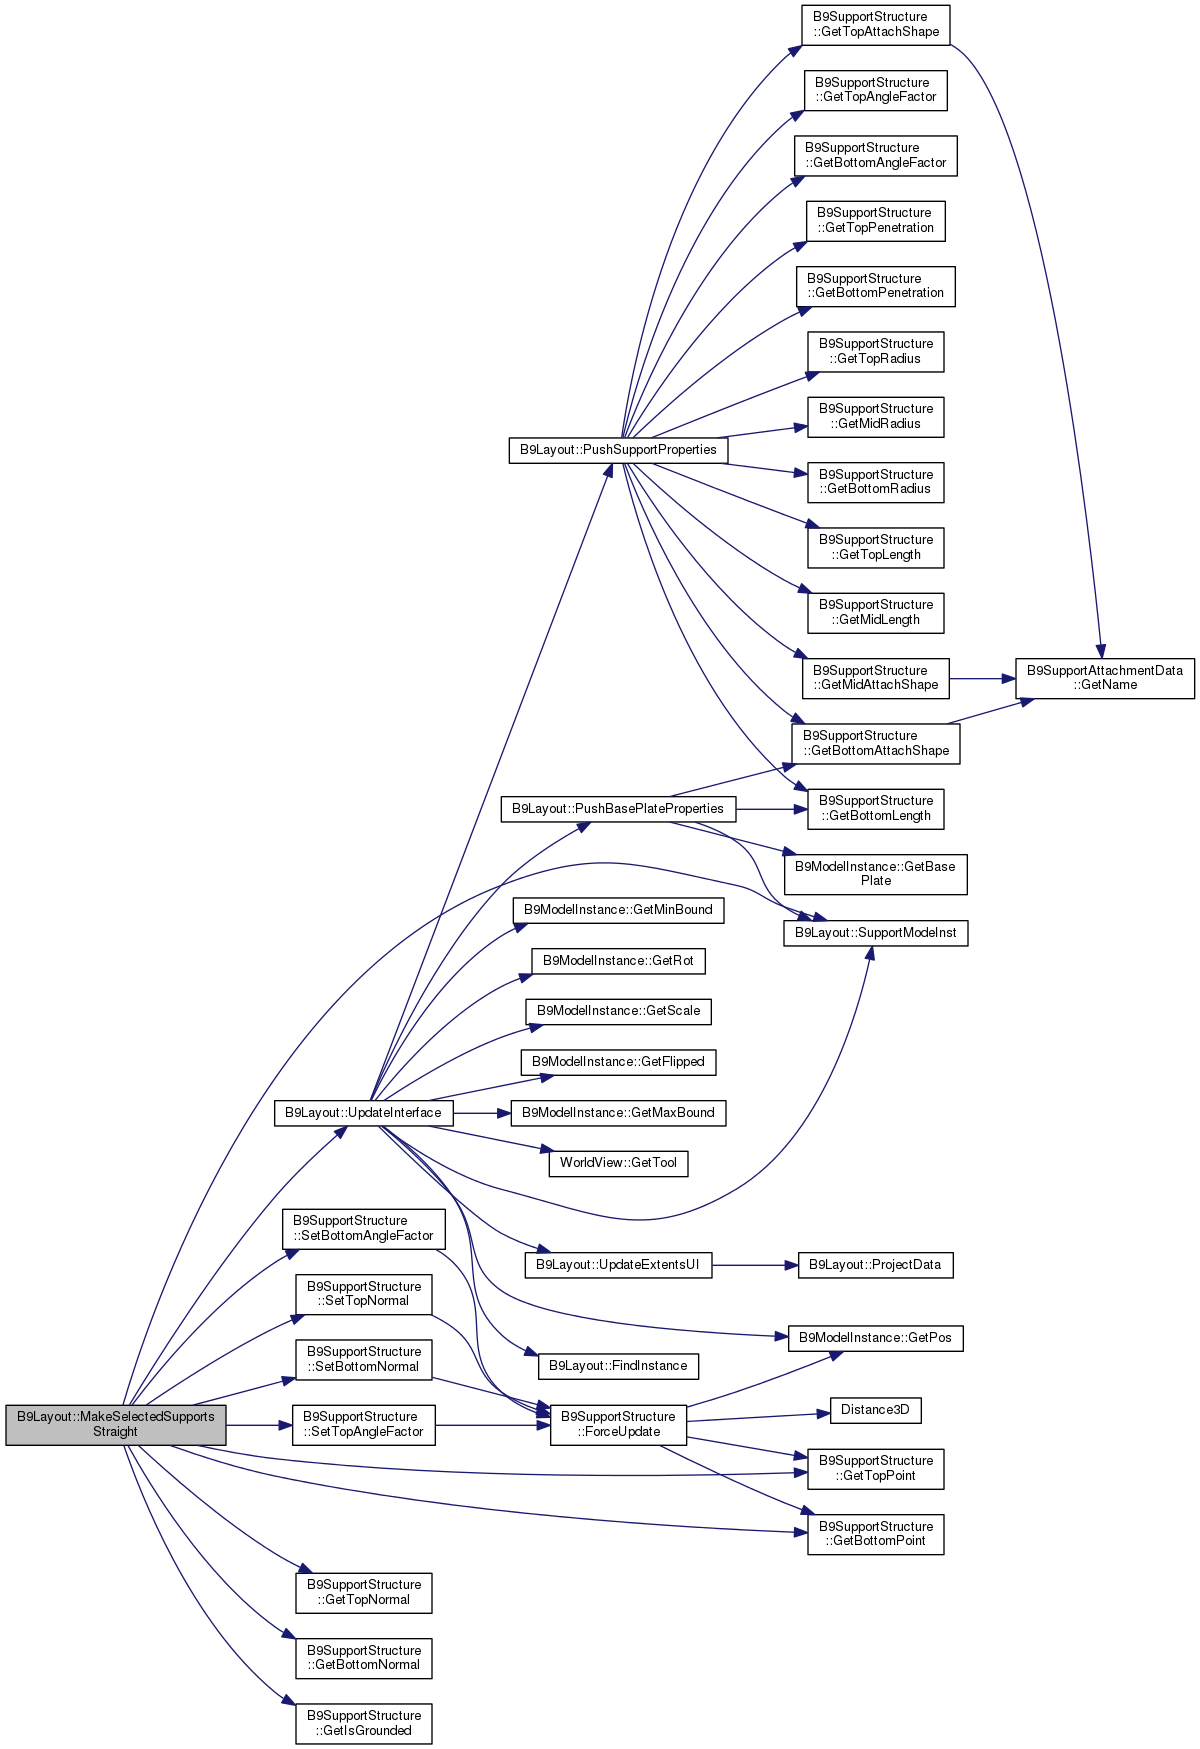 B9SupportStructure
::GetTopAttachShape
B9SupportStructure
::GetTopAngleFactor
B9SupportStructure
::GetBottomAngleFactor
B9SupportStructure
::GetTopPenetration
B9SupportStructure
::GetBottomPenetration
B9SupportStructure
::GetTopRadius
B9SupportStructure
::GetMidRadius
B9Layout::PushSupportProperties
B9SupportStructure
::GetBottomRadius
B9SupportStructure
::GetTopLength
B9SupportStructure
::GetMidLength
B9SupportStructure
::GetMidAttachShape
B9SupportAttachmentData
::GetName
B9SupportStructure
::GetBottomAttachShape
B9Layout::PushBasePlateProperties
B9SupportStructure
::GetBottomLength
B9ModelInstance::GetBase
Plate
B9ModelInstance::GetMinBound
B9Layout::SupportModeInst
B9ModelInstance::GetRot
B9ModelInstance::GetScale
B9ModelInstance::GetFlipped
B9Layout::UpdateInterface
B9ModelInstance::GetMaxBound
WorldView::GetTool
B9SupportStructure
::SetBottomAngleFactor
B9Layout::UpdateExtentsUI
B9Layout::ProjectData
B9SupportStructure
::SetTopNormal
B9ModelInstance::GetPos
B9SupportStructure
::SetBottomNormal
B9Layout::FindInstance
B9Layout::MakeSelectedSupports
Straight
B9SupportStructure
::SetTopAngleFactor
B9SupportStructure
::ForceUpdate
Distance3D
B9SupportStructure
::GetTopPoint
B9SupportStructure
::GetBottomPoint
B9SupportStructure
::GetTopNormal
B9SupportStructure
::GetBottomNormal
B9SupportStructure
::GetIsGrounded